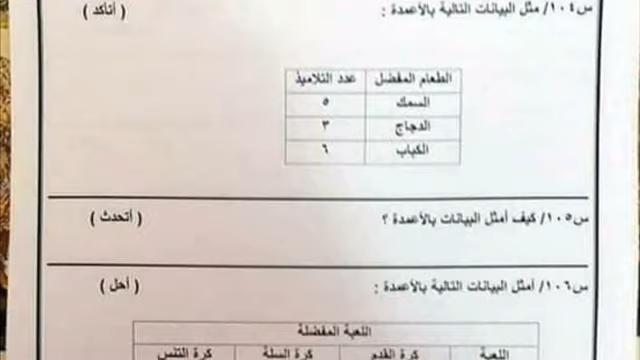 س١٠٤/ مثل البيانات التالية بالأعمدة : ( أتأكد )
الطعام المفضل عدد التلاميذ
السمك ٥
الدجاج ٣
الكباب ٦
س١٠٥/ كيف أمثل البيانات بالأعمدة ؟ ( أتحدث )
س١٠٦/ أمثل البيانات التالية بالأعمدة : ( أحل )
اللعبة المفضلة
اللعبة كرة القدم كرة السلة كرة التنس